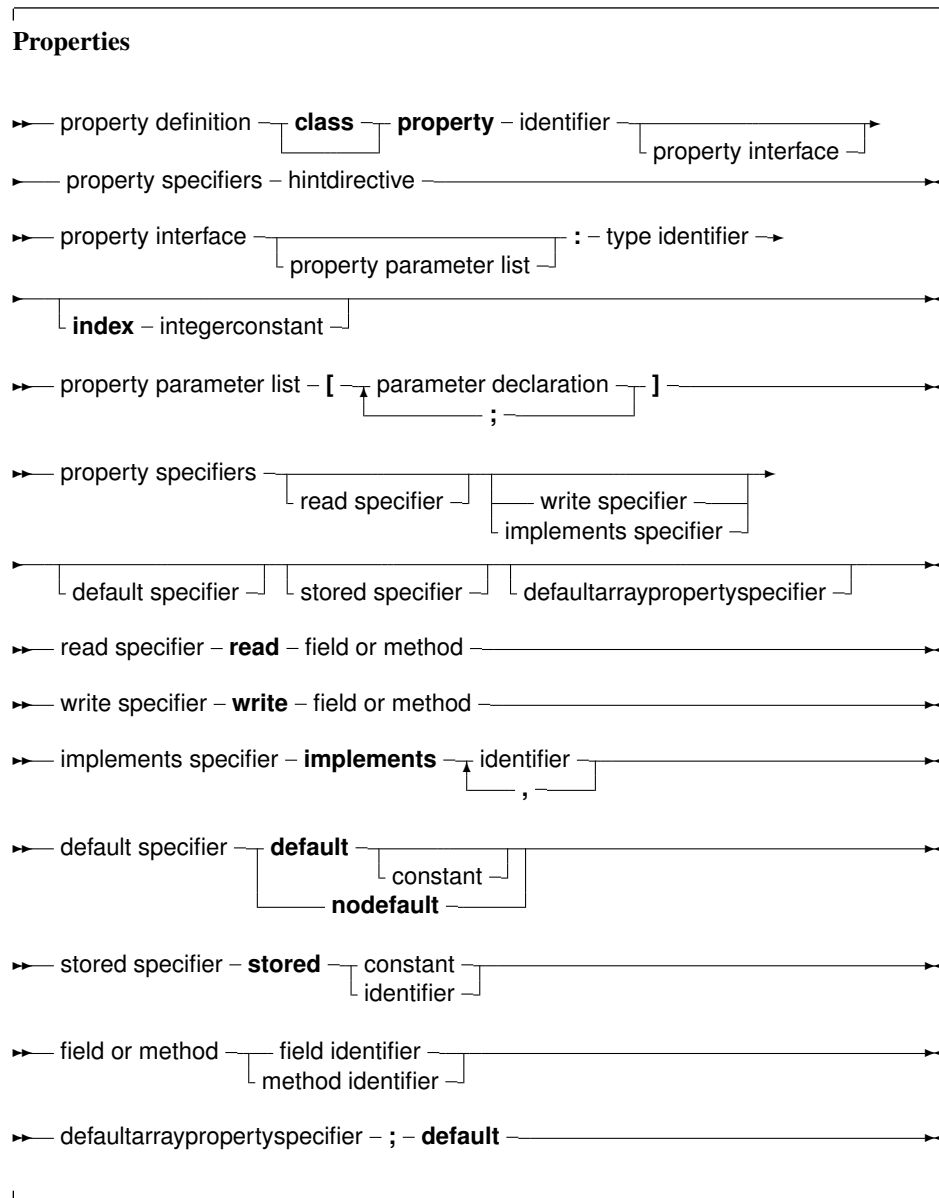 Properties
property definition class property identifier
property interface
property specifiers hintdirective
property interface : type identifier
property parameter list
index integerconstant
property parameter list [ parameter declaration ]
;
property specifiers
read specifier write specifier
implements specifier
default specifier stored specifier defaultarraypropertyspecifier
read specifier read field or method
write specifier write field or method
implements specifier implements identifier
,
default specifier default
constant
nodefault
stored specifier stored constant
identifier
field or method field identifier
method identifier
defaultarraypropertyspecifier ; default